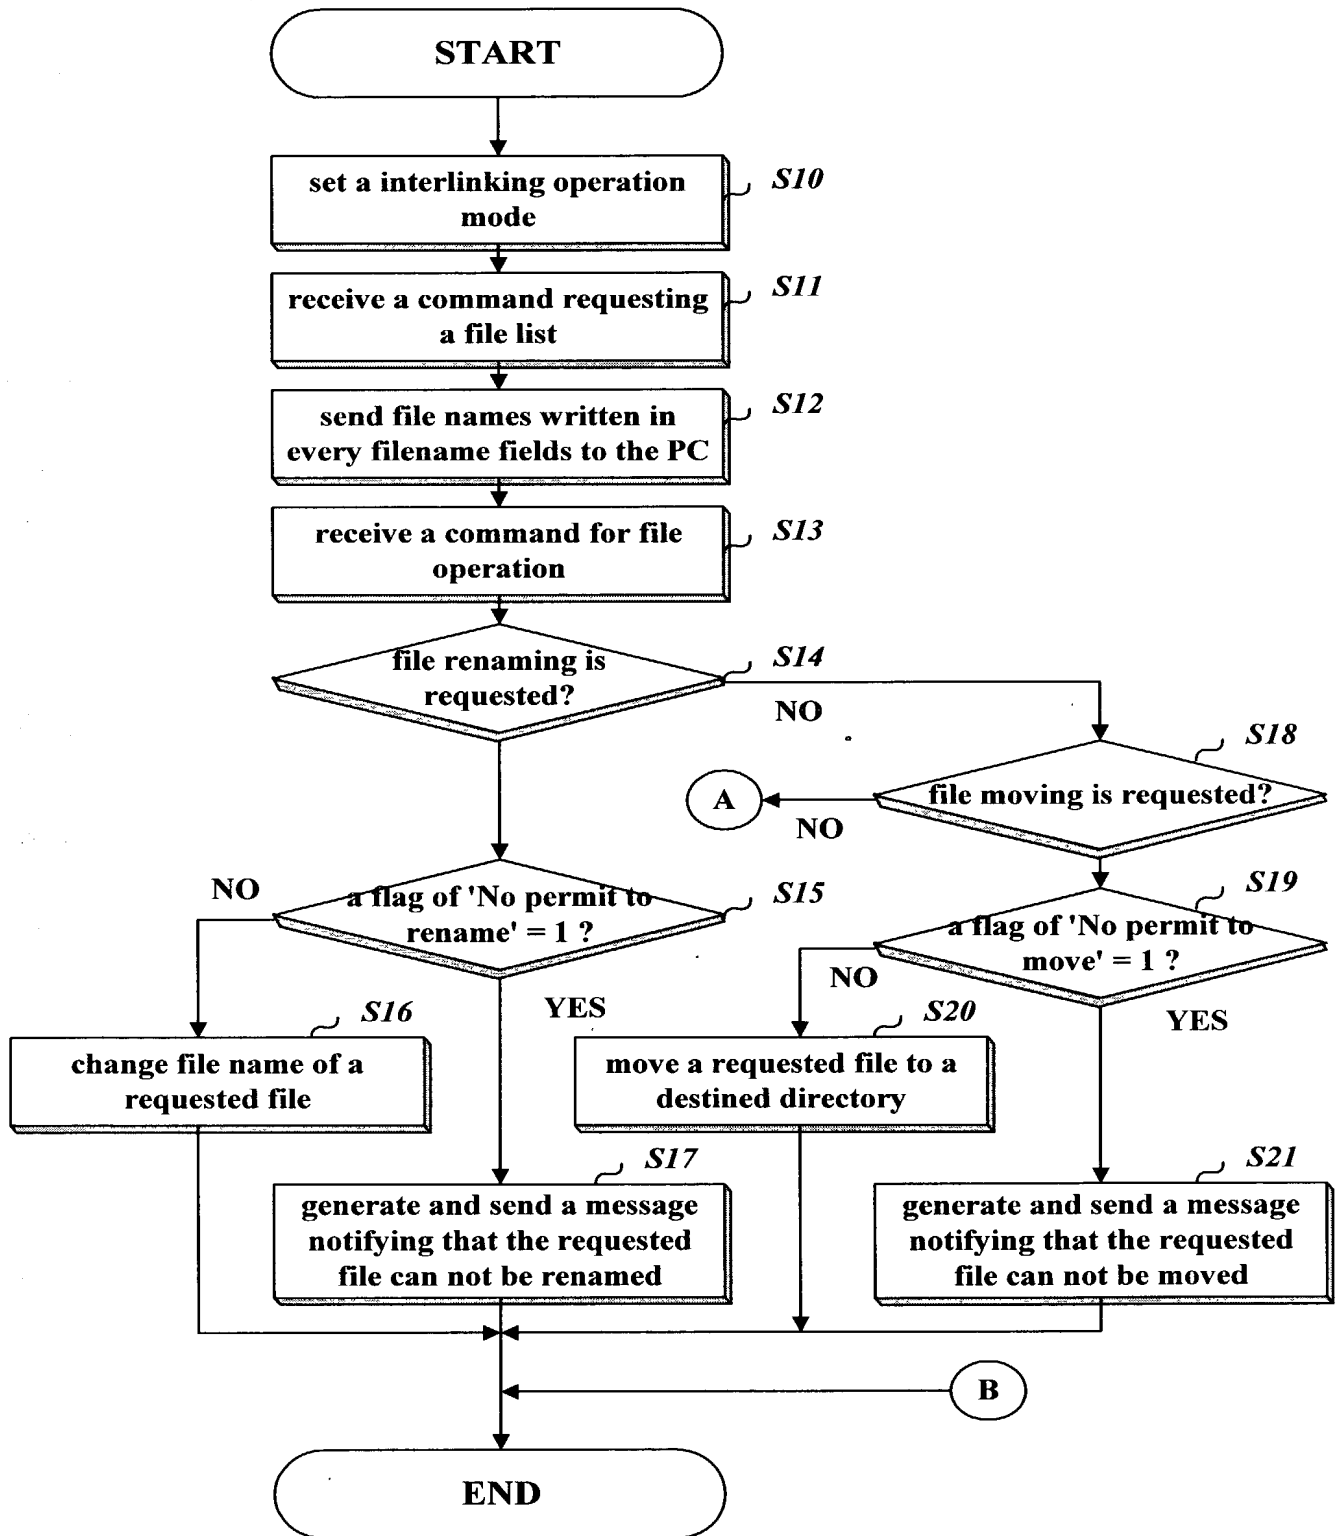 START
set a interlinking operation
mode
S10
receive a command requesting
a file list
S11
send file names written in
every filename fields to the PC
S12
receive a command for file
operation
S13
file renaming is
requested?
S14
NO
file moving is requested?
S18
A
NO
a flag of 'No permit to
rename' = 1 ?
S15
NO
YES
a flag of 'No permit to
move' = 1 ?
S19
NO
YES
change file name of a
requested file
S16
move a requested file to a
destined directory
S20
generate and send a message
notifying that the requested
file can not be renamed
S17
generate and send a message
notifying that the requested
file can not be moved
S21
B
END